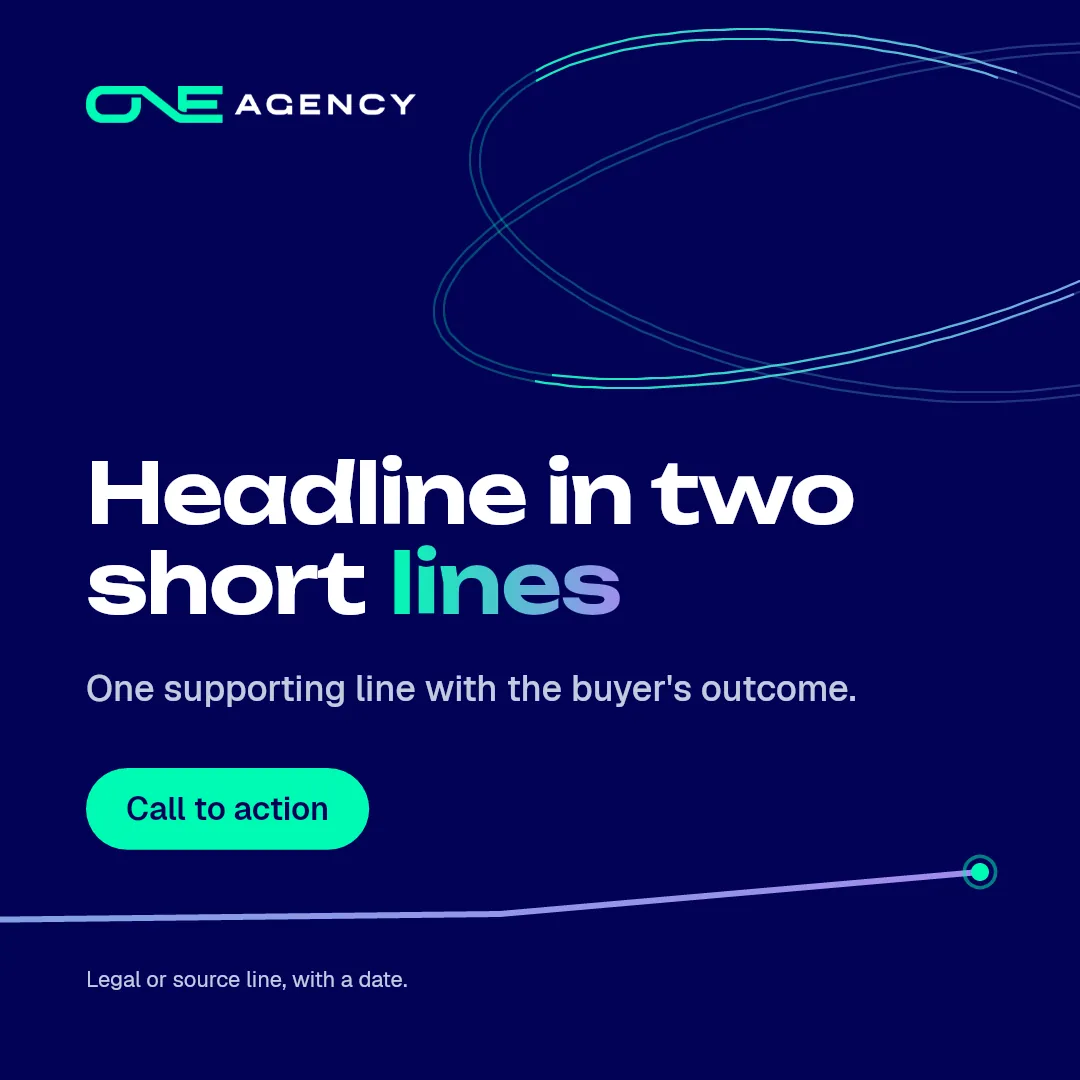 ONE AGENCY
Headline in two
short lines
One supporting line with the buyer's outcome.
Call to action
Legal or source line, with a date.